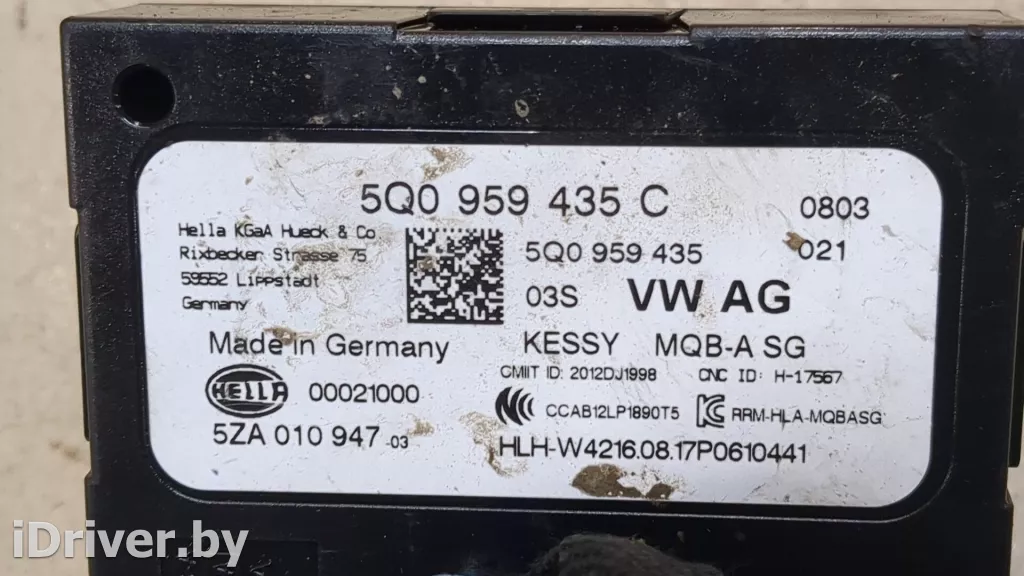 5Q0 959 435 C
0803
Hella KGaA Hueck & Co
Rixbecker Strasse 75
59552 Lippstadt
Germany
5Q0 959 435
021
03S
VW AG
Made in Germany
KESSY MQB-A SG
CMIIT ID: 2012DJ1998 CNC ID: H-17567
HELLA
00021000
CCAB12LP1890T5
RRM-HLA-MQBASG
5ZA 010 947 .03
HLH-W4216.08.17P0610441
iDriver.by